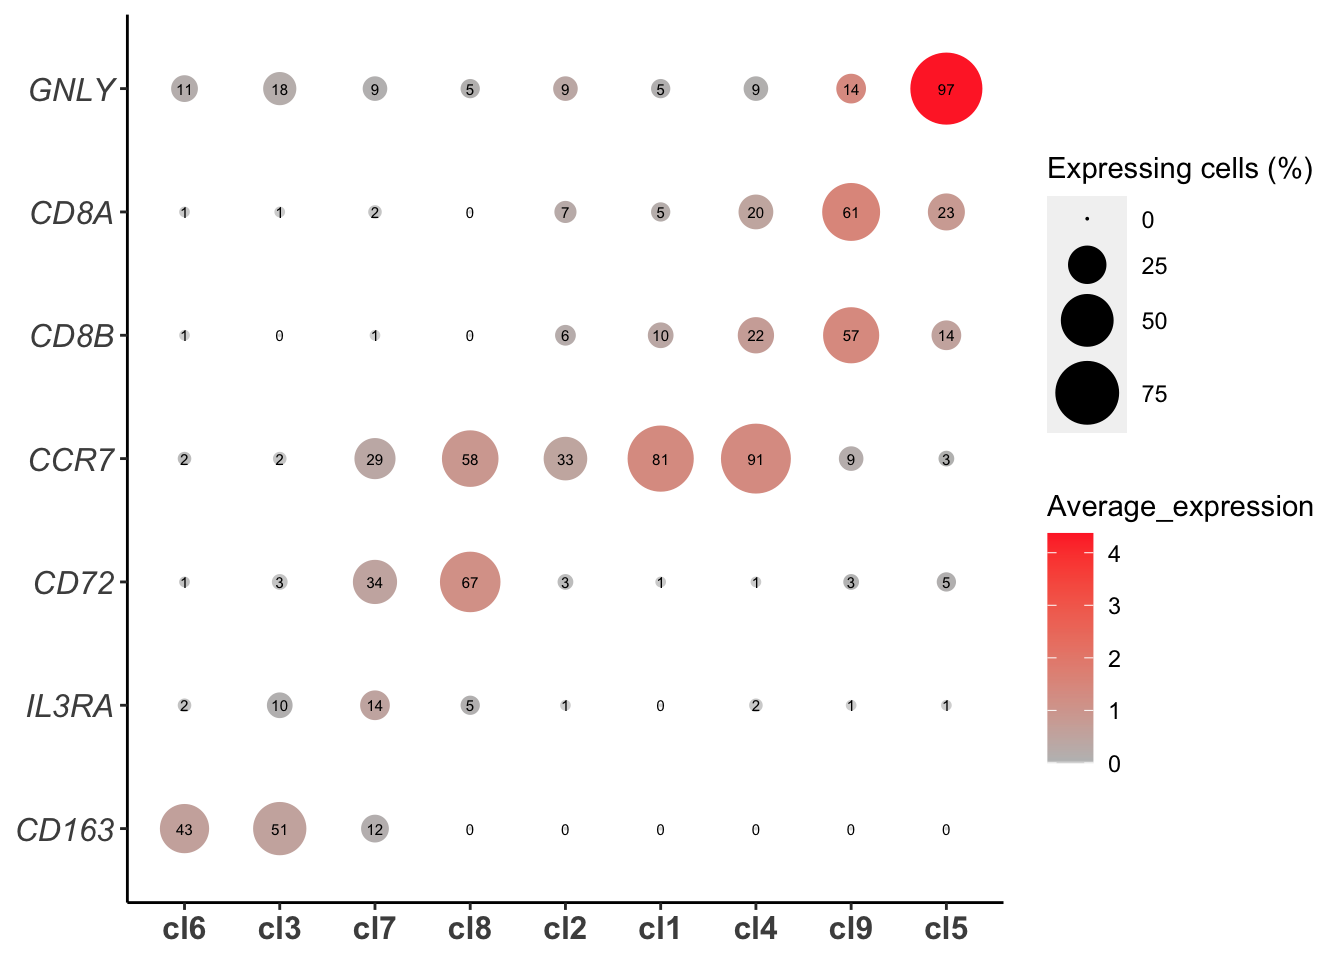 GNLY 11 18 9 5 9 5 9 14 97
CD8A 1 1 2 0 7 5 20 61 23
CD8B 1 0 1 0 6 10 22 57 14
CCR7 2 2 29 58 33 81 91 9 3
CD72 1 3 34 67 3 1 1 3 5
IL3RA 2 10 14 5 1 0 2 1 1
CD163 43 51 12 0 0 0 0 0 0
cl6 cl3 cl7 cl8 cl2 cl1 cl4 cl9 cl5
Expressing cells (%)
0
25
50
75
Average_expression
4
3
2
1
0